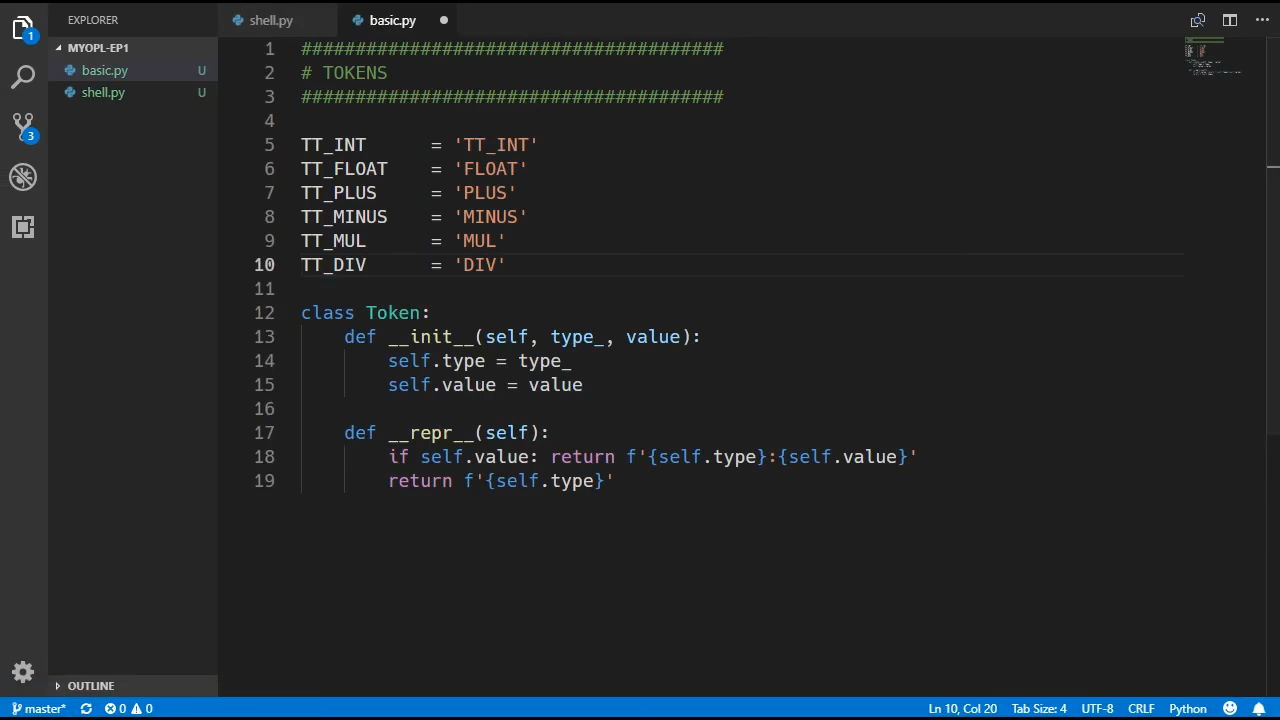 EXPLORER
shell.py
basic.py
1
MYOPL-EP1
basic.py U
shell.py U
3
1 #######################################
2 # TOKENS
3 #######################################
4
5 TT_INT = 'TT_INT'
6 TT_FLOAT = 'FLOAT'
7 TT_PLUS = 'PLUS'
8 TT_MINUS = 'MINUS'
9 TT_MUL = 'MUL'
10 TT_DIV = 'DIV'
11
12 class Token:
13 def __init__(self, type_, value):
14 self.type = type_
15 self.value = value
16
17 def __repr__(self):
18 if self.value: return f'{self.type}:{self.value}'
19 return f'{self.type}'
OUTLINE
master* 0 0 Ln 10, Col 20 Tab Size: 4 UTF-8 CRLF Python